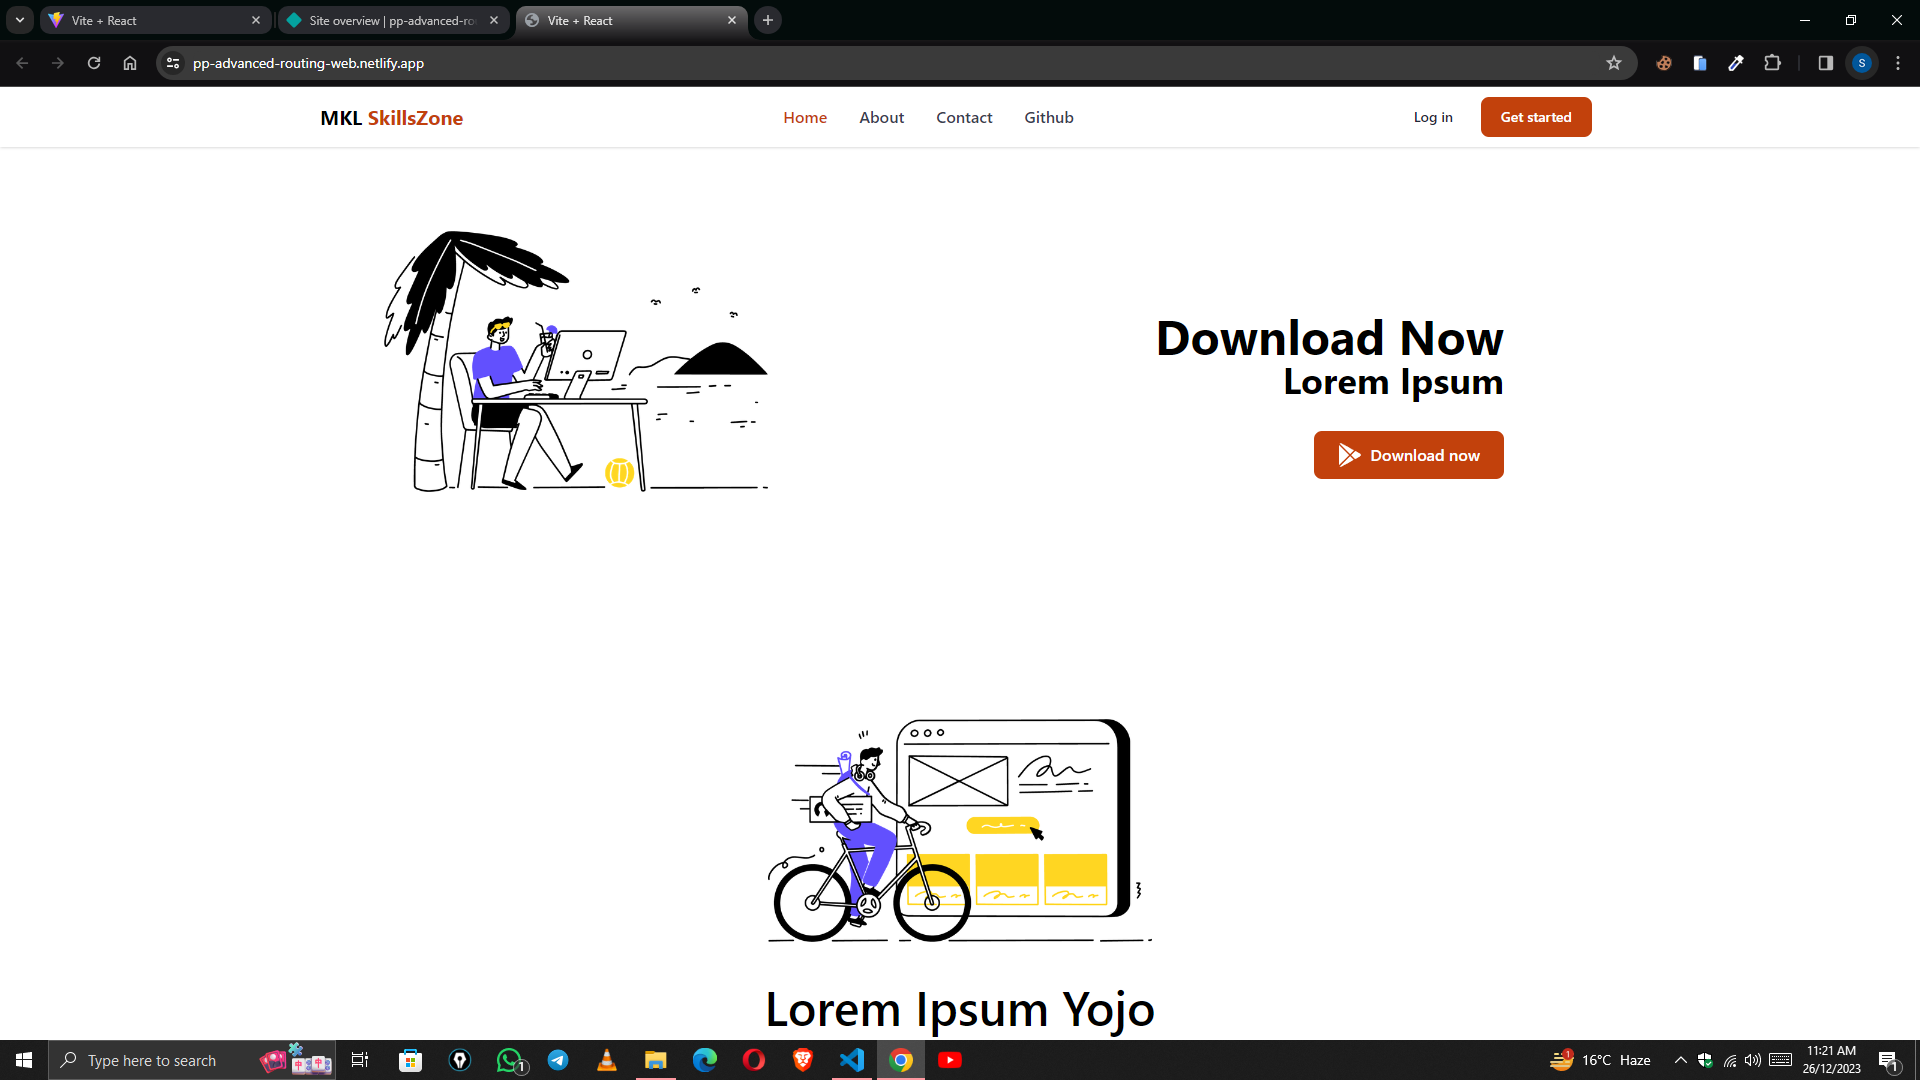 Vite + React
Site overview | pp-advanced-ro
Vite + React
pp-advanced-routing-web.netlify.app
S
MKL SkillsZone
Home
About
Contact
Github
Log in
Get started
Download Now
Lorem Ipsum
Download now
Lorem Ipsum Yojo
Type here to search
1
1
16°C Haze
11:21 AM
26/12/2023
1